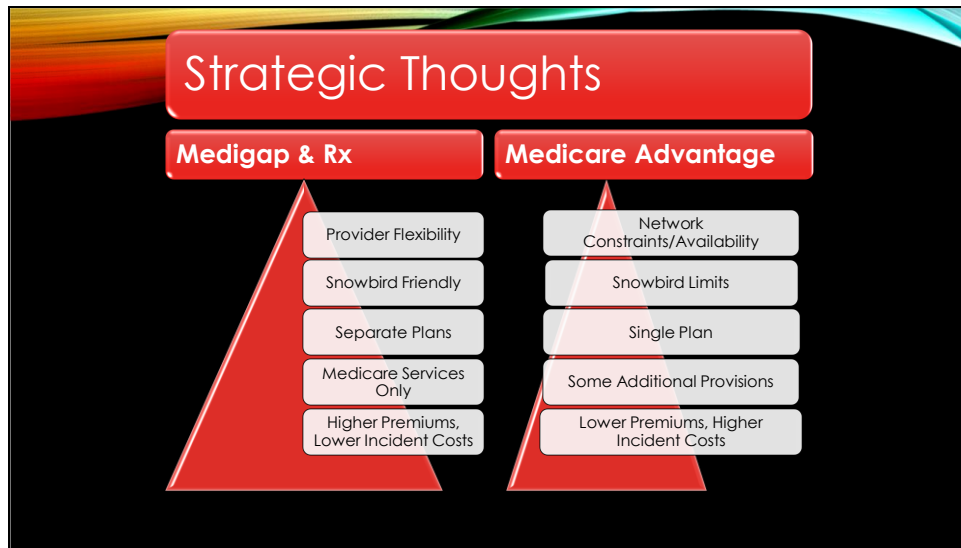 Strategic Thoughts
Medigap & Rx
Provider Flexibility
Snowbird Friendly
Separate Plans
Medicare Services
Only
Higher Premiums,
Lower Incident Costs
Medicare Advantage
Network
Constraints/Availability
Snowbird Limits
Single Plan
Some Additional Provisions
Lower Premiums, Higher
Incident Costs